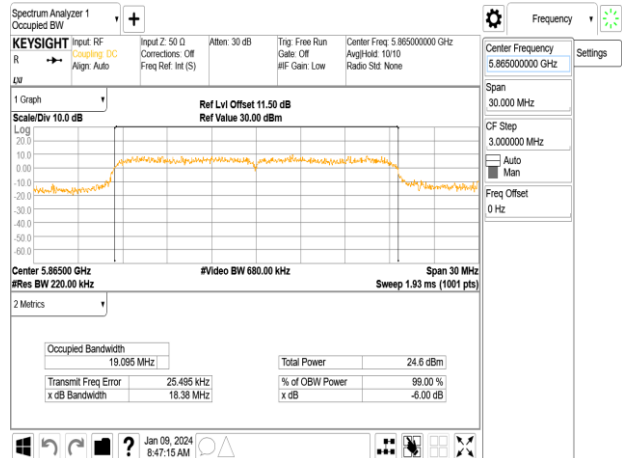 Spectrum Analyzer 1
Occupied BW
Frequency
KEYSIGHT
R
LXI
Input: RF
Coupling: DC
Align: Auto
Input Z: 50 Ω
Corrections: Off
Freq Ref: Int (S)
Atten: 30 dB
Trig: Free Run
Gate: Off
#IF Gain: Low
Center Freq: 5.865000000 GHz
Avg|Hold: 10/10
Radio Std: None
Center Frequency
5.865000000 GHz
Settings
Span
30.000 MHz
CF Step
3.000000 MHz
Auto
Man
Freq Offset
0 Hz
1 Graph
Scale/Div 10.0 dB
Ref Lvl Offset 11.50 dB
Ref Value 30.00 dBm
Log
20.0
10.0
0.00
-10.0
-20.0
-30.0
-40.0
-50.0
-60.0
Center 5.86500 GHz
#Res BW 220.00 kHz
#Video BW 680.00 kHz
Span 30 MHz
Sweep 1.93 ms (1001 pts)
2 Metrics
Occupied Bandwidth
19.095 MHz
Total Power 24.6 dBm
Transmit Freq Error 25.495 kHz
% of OBW Power 99.00 %
x dB Bandwidth 18.38 MHz
x dB -6.00 dB
?
Jan 09, 2024
8:47:15 AM